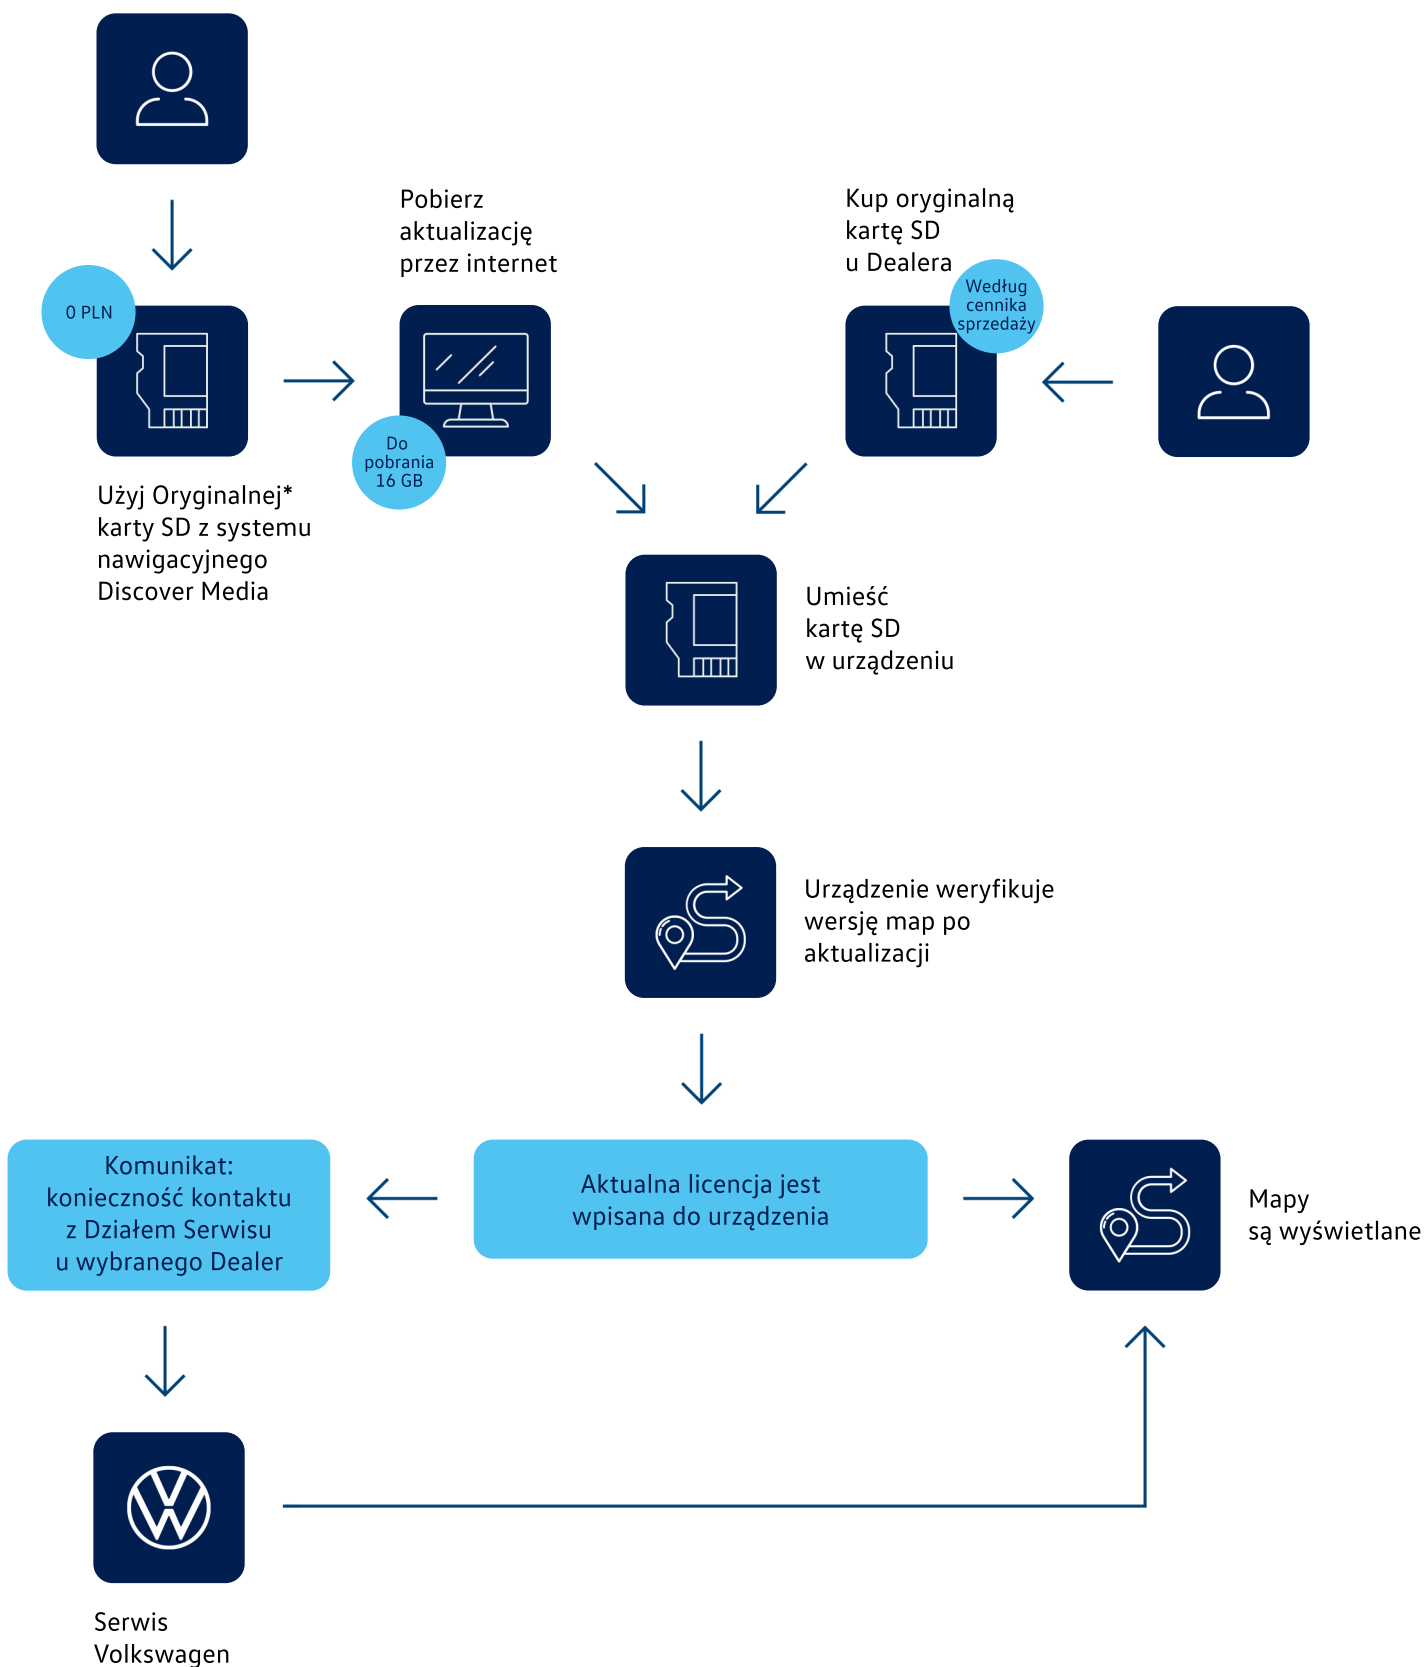 Pobierz
aktualizację
przez internet
Kup oryginalną
kartę SD
u Dealera
0 PLN
Według
cennika
sprzedaży
Do
pobrania
16 GB
Użyj Oryginalnej*
karty SD z systemu
nawigacyjnego
Discover Media
Umieść
kartę SD
w urządzeniu
Urządzenie weryfikuje
wersję map po
aktualizacji
Komunikat:
konieczność kontaktu
z Działem Serwisu
u wybranego Dealer
Aktualna licencja jest
wpisana do urządzenia
Mapy
są wyświetlane
Serwis
Volkswagen